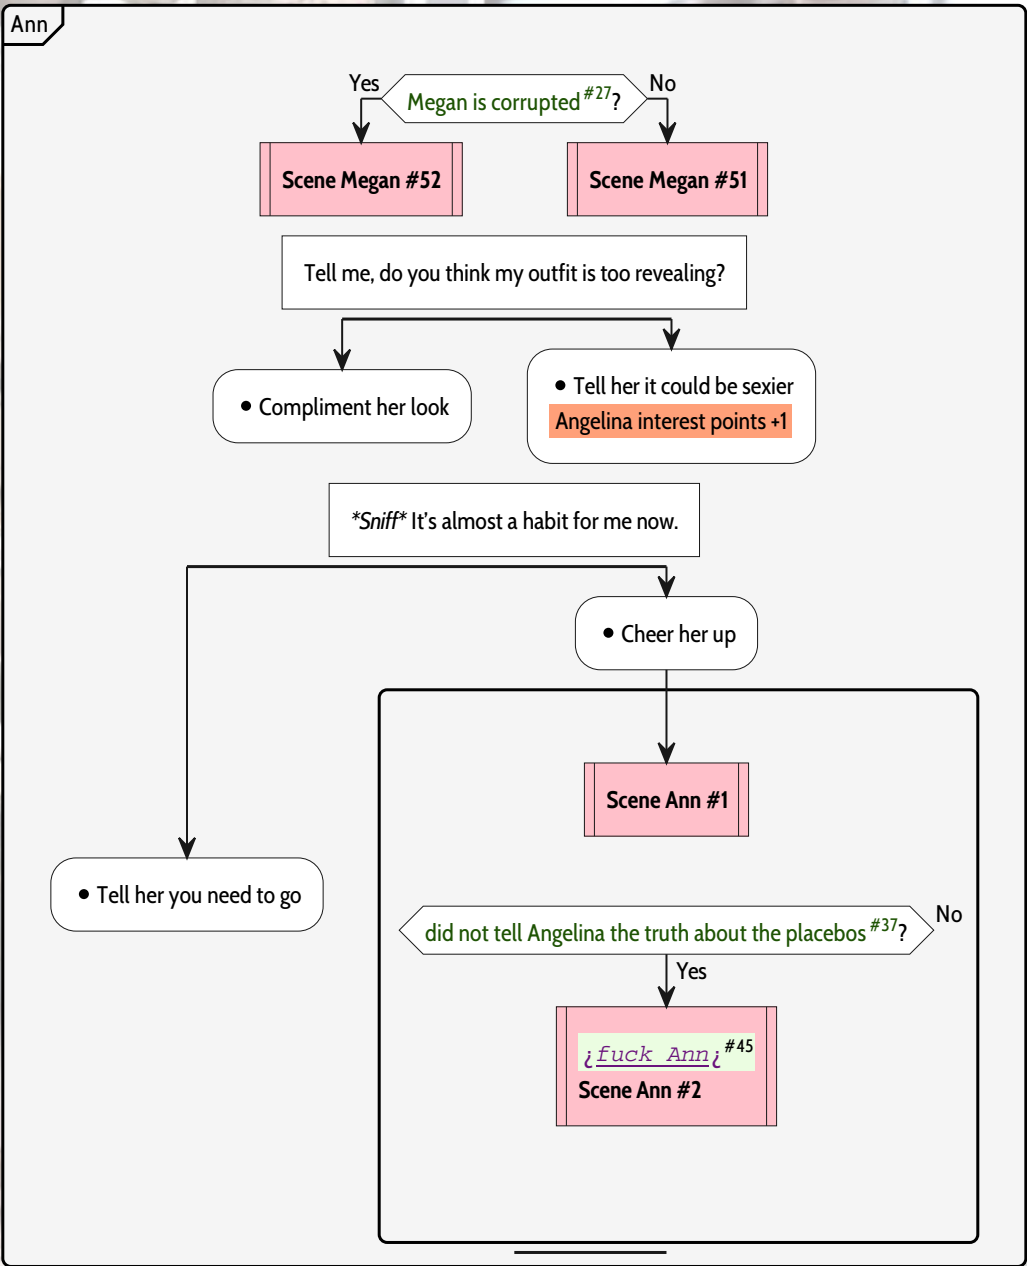 Ann
Yes
Megan is corrupted #27?
No
Scene Megan #52
Scene Megan #51
Tell me, do you think my outfit is too revealing?
• Compliment her look
• Tell her it could be sexier
Angelina interest points +1
*Sniff* It's almost a habit for me now.
• Cheer her up
Scene Ann #1
• Tell her you need to go
did not tell Angelina the truth about the placebos #37?
No
Yes
¿fuck Ann¿ #45
Scene Ann #2